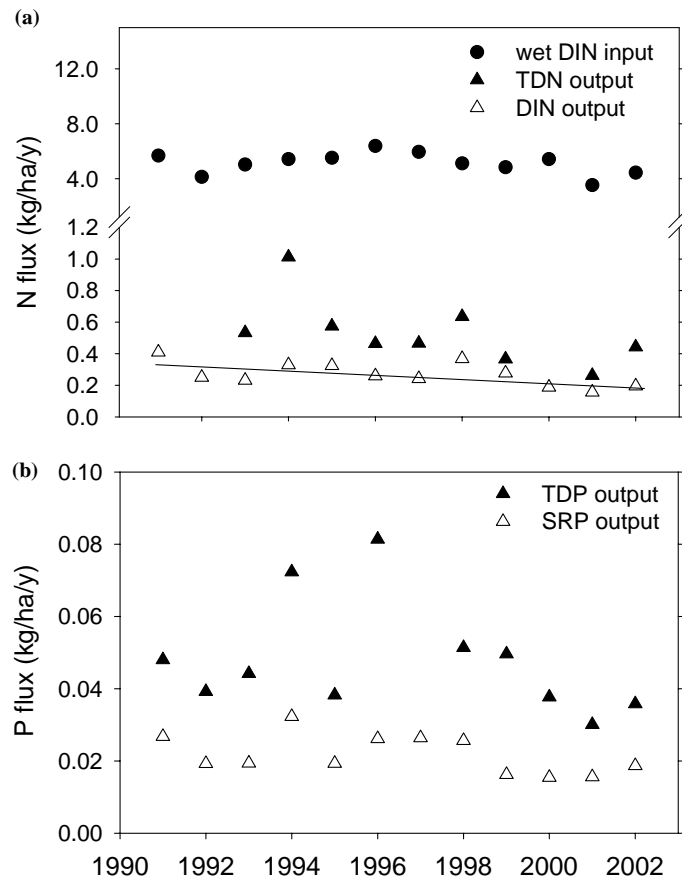 (a)
wet DIN input
TDN output
DIN output
12.0
8.0
4.0
1.2
1.0
0.8
0.6
0.4
0.2
0.0
N flux (kg/ha/y)
(b)
TDP output
SRP output
0.10
0.08
0.06
0.04
0.02
0.00
P flux (kg/ha/y)
1990 1992 1994 1996 1998 2000 2002